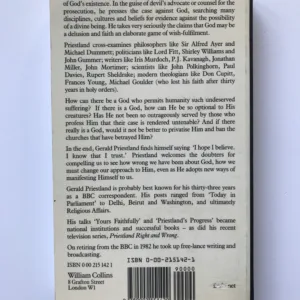 of God's existence. In the guise of devil's advocate or counsel for the
prosecution, he presses the case against God, searching many
disciplines, cultures and beliefs for evidence against the possibility
of a divine being. He takes very seriously the claims that God may be
a delusion and faith an elaborate game of wish-fulfilment.
Priestland cross-examines philosophers like Sir Alfred Ayer and
Michael Dummett; politicians like Lord Fitt, Shirley Williams and
John Gummer; writers like Iris Murdoch, P.J. Kavanagh, Jonathan
Miller, John Mortimer; scientists like John Polkinghorne, Paul
Davies, Rupert Sheldrake; modern theologians like Don Cupitt,
Frances Young, Michael Goulder (who lost his faith after thirty
years in holy orders).
How can there be a God who permits humanity such undeserved
suffering? If there is a God, how can He be so optional to His
creatures? Has He not been so outrageously served by those who
profess Him that their case is rendered untenable? And if there
really is a God, would it not be better to privatise Him and ban the
churches that have betrayed Him?
In the end, Gerald Priestland finds himself saying 'I hope I believe.
I know that I trust.' Priestland welcomes the doubters for
compelling us to see how wrong we have been about God, how we
must change our approach to Him, even as He adopts new ways of
manifesting Himself to us.
Gerald Priestland is probably best known for his thirty-three years
as a BBC correspondent. His posts ranged from 'Today in
Parliament' to Delhi, Beirut and Washington, and ultimately
Religious Affairs.
His talks 'Yours Faithfully' and 'Priestland's Progress' became
national institutions and successful books – as did his recent
television series, Priestland Right and Wrong.
On retiring from the BBC in 1982 he took up free-lance writing and
broadcasting.
ISBN 0-00-215142-1
ISBN 0 00 215142 1
90000
William Collins
8 Grafton Street
London W1